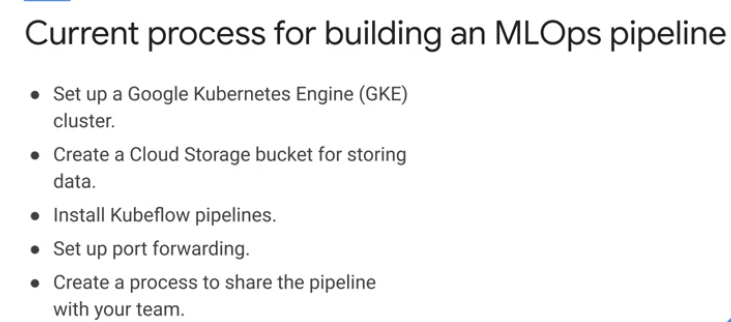 Current process for building an MLOps pipeline
● Set up a Google Kubernetes Engine (GKE)
cluster.
● Create a Cloud Storage bucket for storing
data.
● Install Kubeflow pipelines.
● Set up port forwarding.
● Create a process to share the pipeline
with your team.